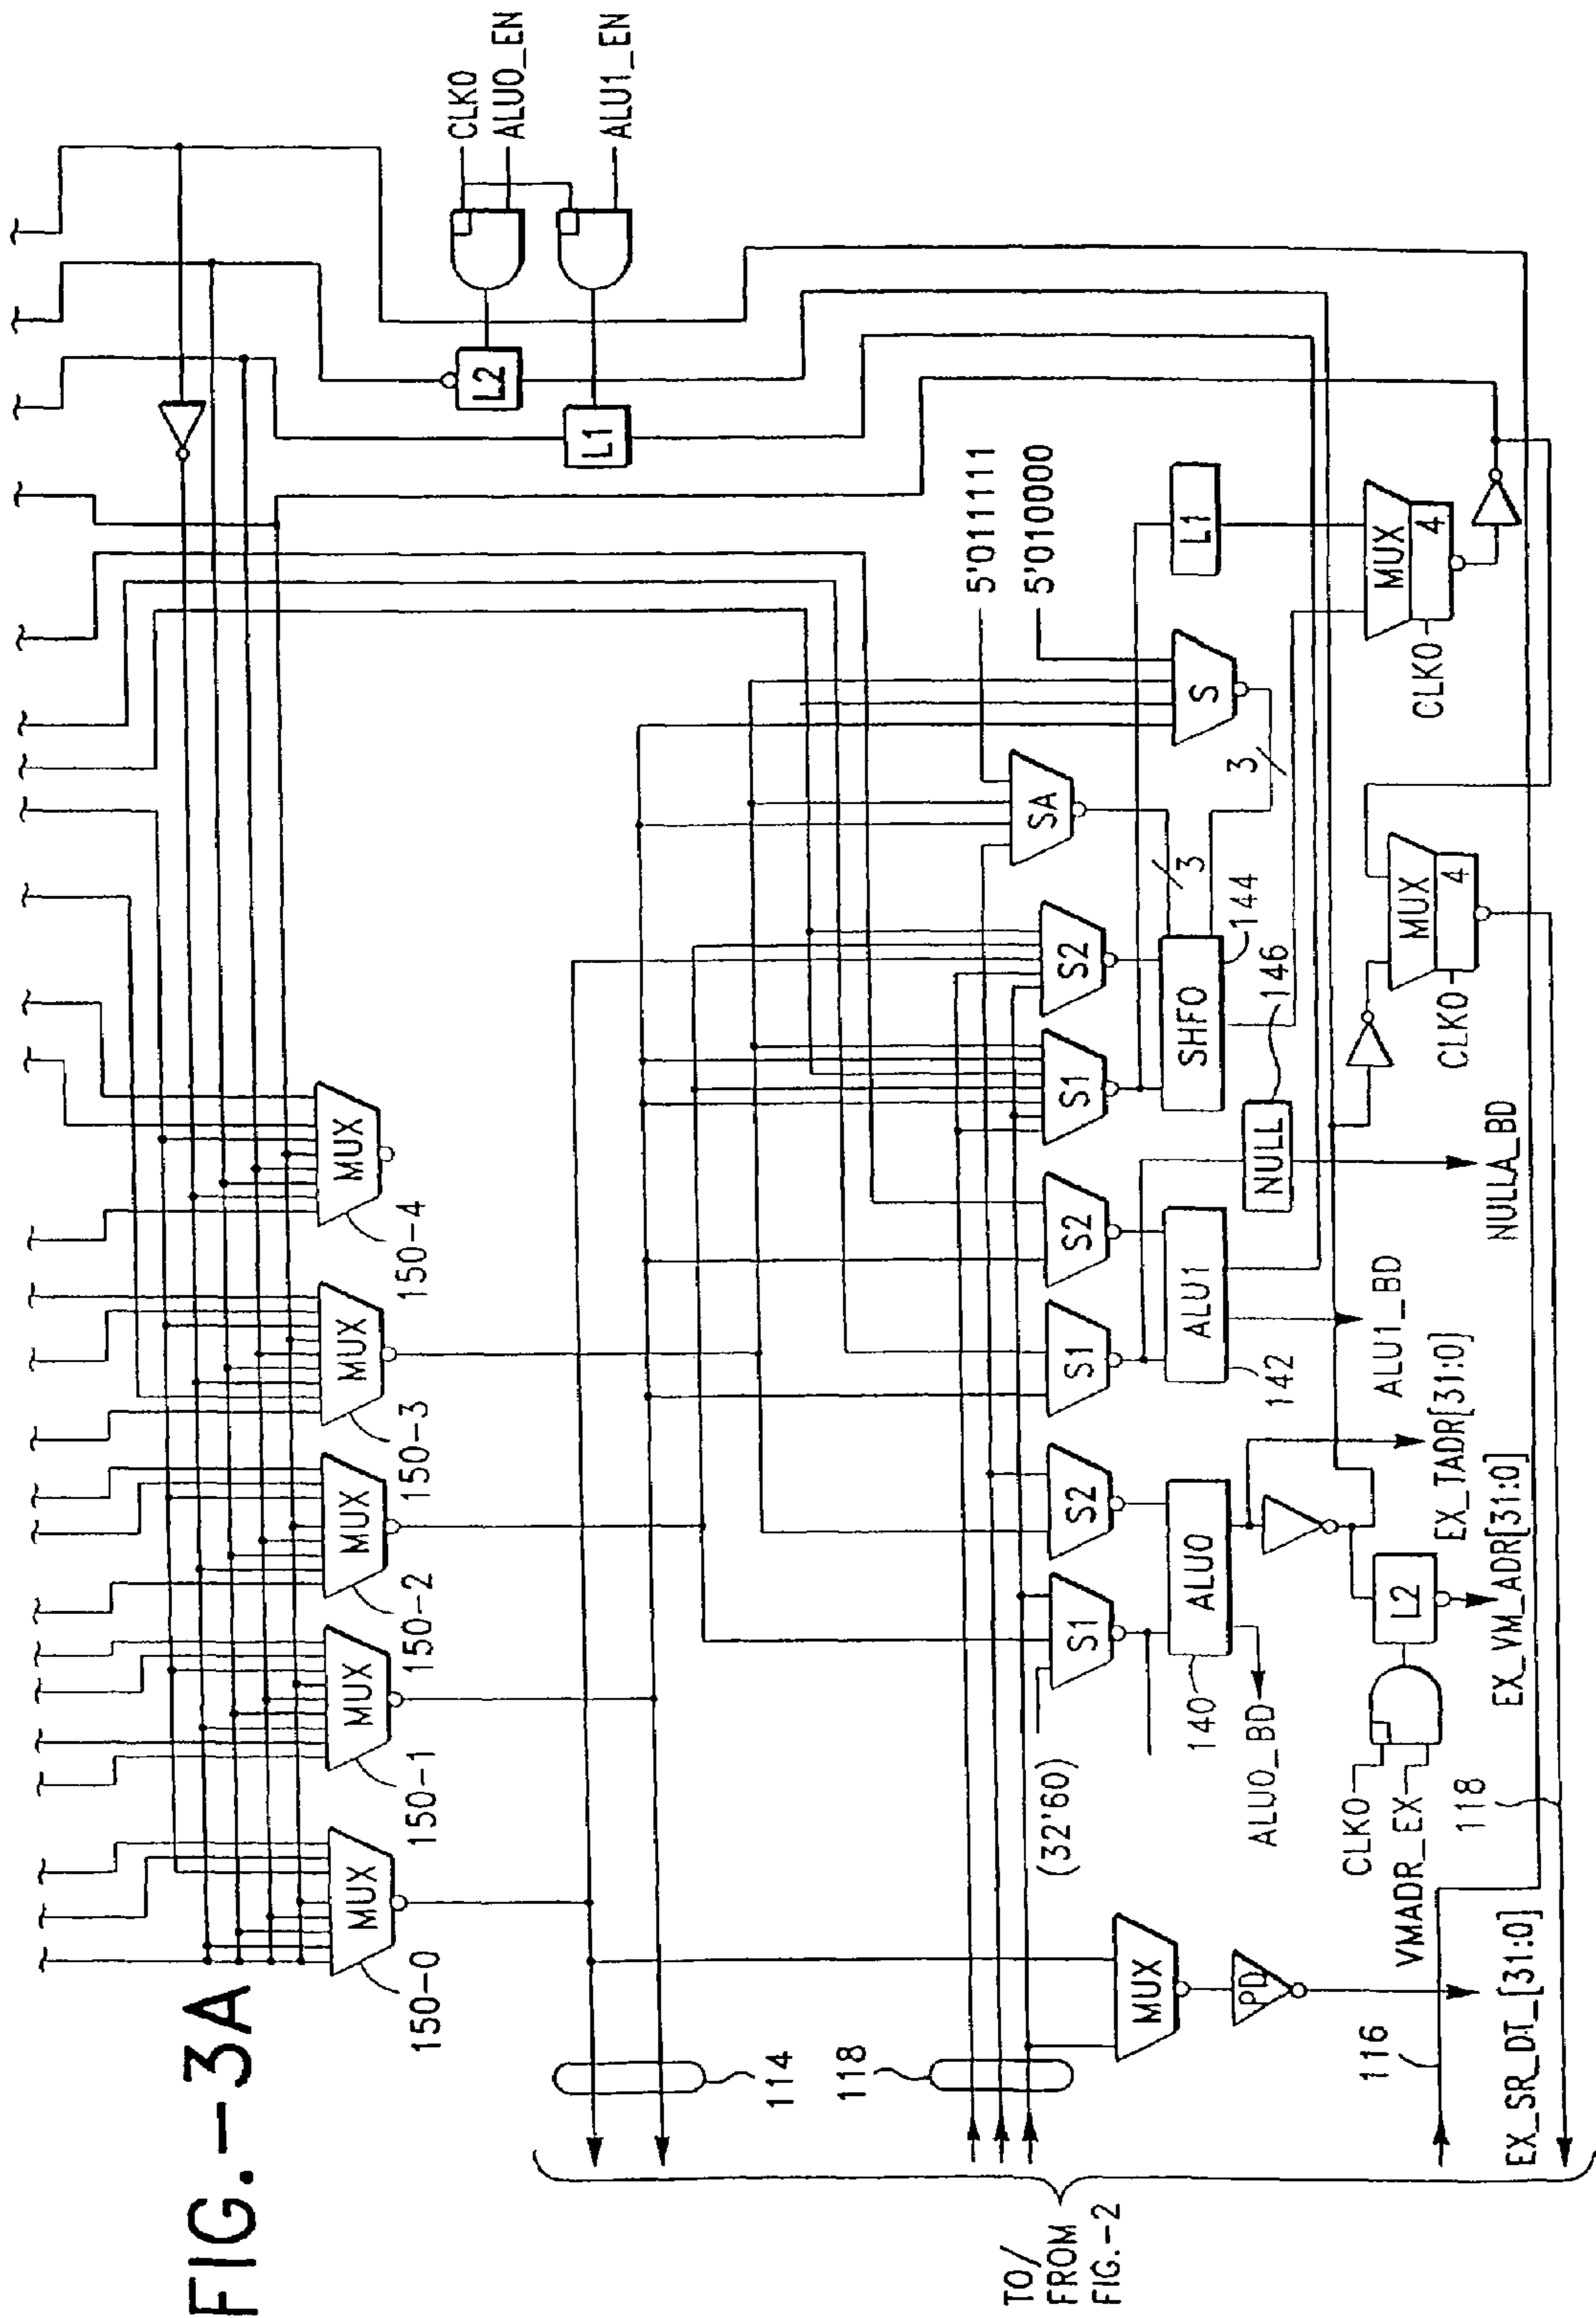 FIG.-3A
CLK0
ALU0_EN
ALU1_EN
L2
L1
MUX
150-0
MUX
150-1
MUX
150-2
MUX
150-3
MUX
150-4
5'011111
5'010000
114
118
TO/
FROM
FIG.-2
(32'60)
S1
S2
S1
S2
S1
S2
SA
S
L1
3
3
ALU0
140
ALU0_BD
ALU1
142
ALU1_BD
SHF0
144
NULL
146
NULLA_BD
MUX
PD
EX_SR_DT_[31:0]
116
118
CLK0
VMADR_EX
L2
EX_VM_ADR[31:0]
EX_TADR[31:0]
MUX
4
CLK0
MUX
4
CLK0